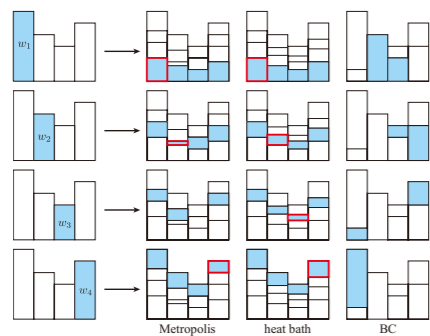 w₁
w₂
w₃
w₄
Metropolis heat bath BC